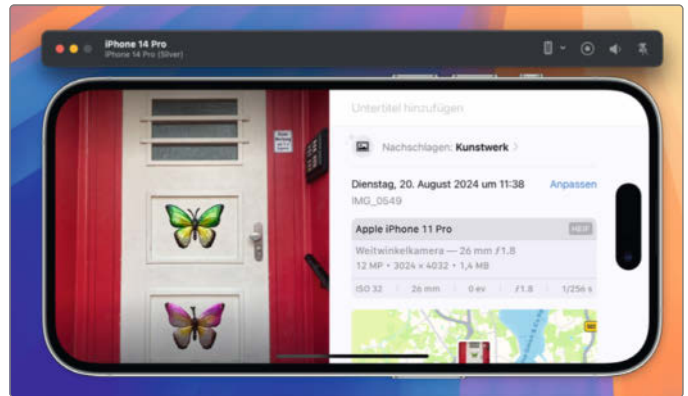 iPhone 14 Pro
iPhone 14 Pro (Silver)
Untertitel hinzufügen
Nachschlagen: Kunstwerk
Dienstag, 20. August 2024 um 11:38 Anpassen
IMG_0549
Apple iPhone 11 Pro HEIF
Weitwinkelkamera — 26 mm ƒ1.8
12 MP • 3024 × 4032 • 1,4 MB
ISO 32 26 mm 0 ev ƒ1.8 1/256 s